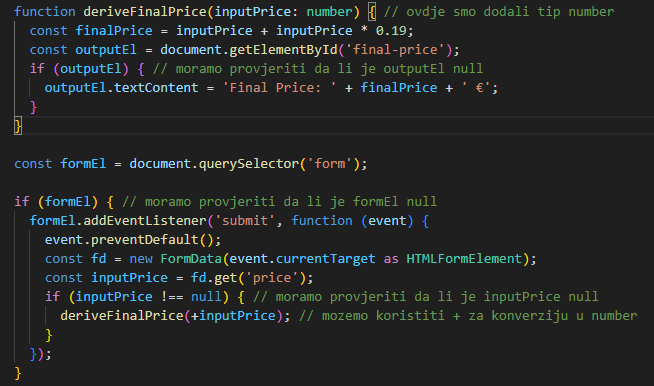 function deriveFinalPrice(inputPrice: number) { // ovdje smo dodali tip number
  const finalPrice = inputPrice + inputPrice * 0.19;
  const outputEl = document.getElementById('final-price');
  if (outputEl) { // moramo provjeriti da li je outputEl null
    outputEl.textContent = 'Final Price: ' + finalPrice + ' €';
  }
}

const formEl = document.querySelector('form');

if (formEl) { // moramo provjeriti da li je formEl null
  formEl.addEventListener('submit', function (event) {
    event.preventDefault();
    const fd = new FormData(event.currentTarget as HTMLFormElement);
    const inputPrice = fd.get('price');
    if (inputPrice !== null) { // moramo provjeriti da li je inputPrice null
      deriveFinalPrice(+inputPrice); // mozemo koristiti + za konverziju u number
    }
  });
}